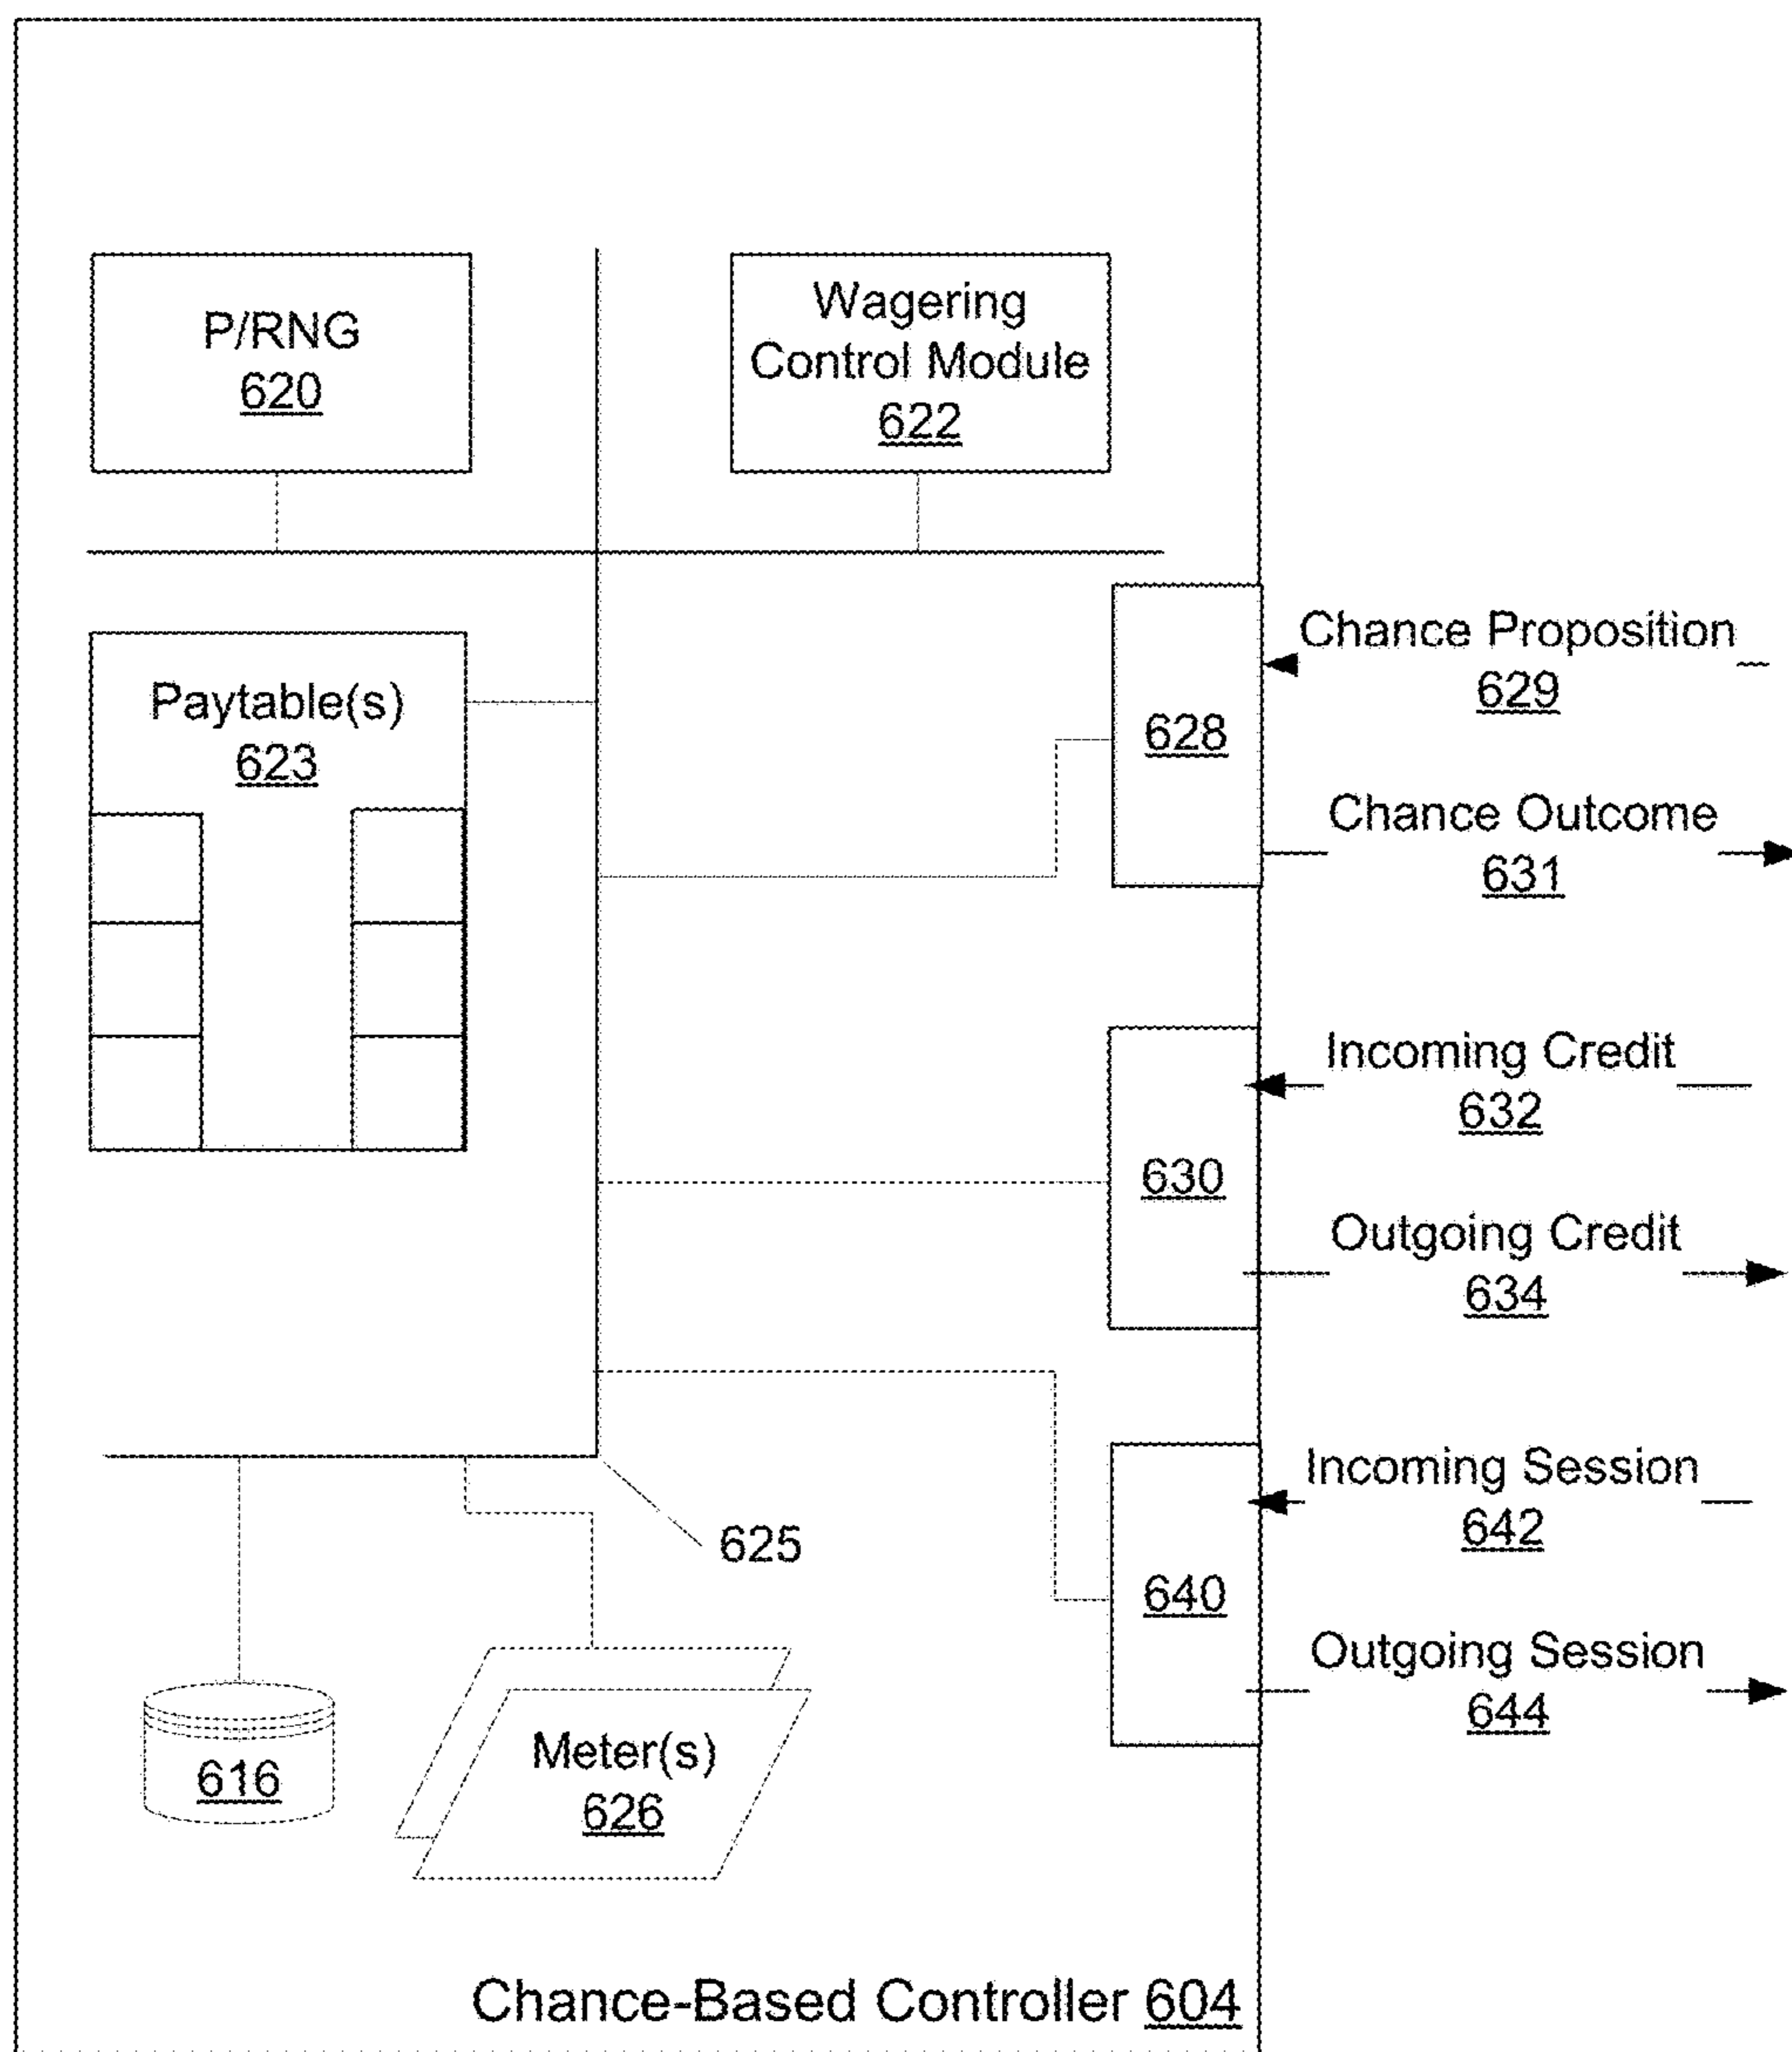 P/RNG
620
Wagering
Control Module
622
Paytable(s)
623
628
Chance Proposition
629
Chance Outcome
631
630
Incoming Credit
632
Outgoing Credit
634
625
640
Incoming Session
642
Outgoing Session
644
616
Meter(s)
626
Chance-Based Controller 604